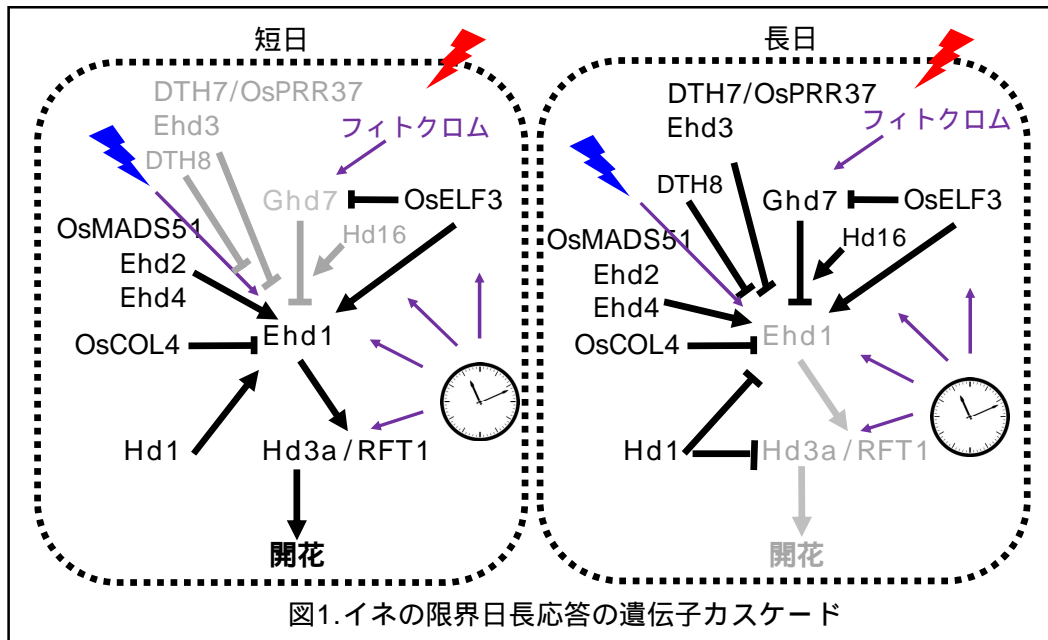 短日
DTH7/OsPRR37
Ehd3
DTH8
フィトクロム
Ghd7
OsELF3
Hd16
OsMADS51
Ehd2
Ehd4
Ehd1
OsCOL4
Hd1
Hd3a/RFT1
開花
長日
DTH7/OsPRR37
Ehd3
フィトクロム
DTH8
Ghd7
OsELF3
Hd16
OsMADS51
Ehd2
Ehd4
Ehd1
OsCOL4
Hd1
Hd3a/RFT1
開花
図1.イネの限界日長応答の遺伝子カスケード